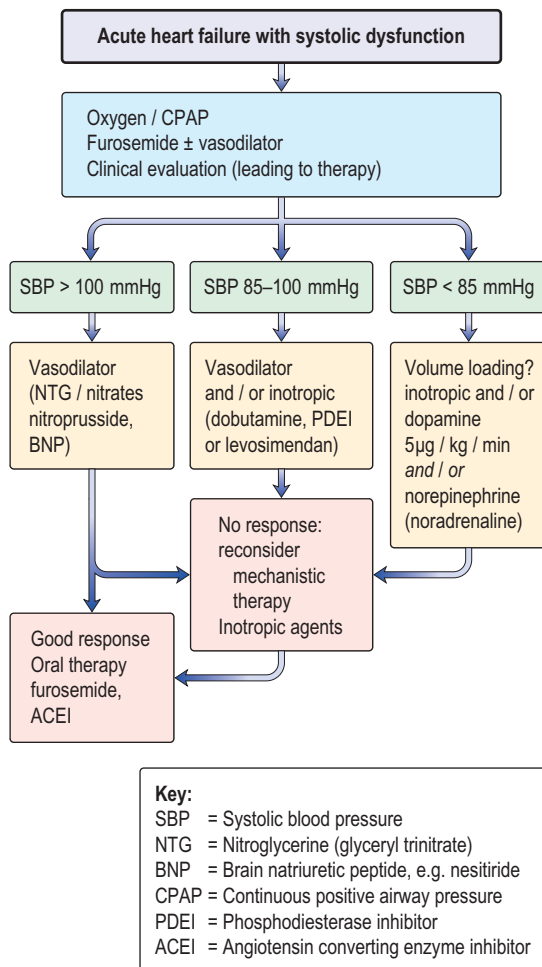 Acute heart failure with systolic dysfunction
Oxygen / CPAP
Furosemide ± vasodilator
Clinical evaluation (leading to therapy)
SBP > 100 mmHg
SBP 85–100 mmHg
SBP < 85 mmHg
Vasodilator
(NTG / nitrates
nitroprusside,
BNP)
Vasodilator
and / or inotropic
(dobutamine, PDEI
or levosimendan)
Volume loading?
inotropic and / or
dopamine
5µg / kg / min
and / or
norepinephrine
(noradrenaline)
No response:
reconsider
mechanistic
therapy
Inotropic agents
Good response
Oral therapy
furosemide,
ACEI
Key:
SBP = Systolic blood pressure
NTG = Nitroglycerine (glyceryl trinitrate)
BNP = Brain natriuretic peptide, e.g. nesitiride
CPAP = Continuous positive airway pressure
PDEI = Phosphodiesterase inhibitor
ACEI = Angiotensin converting enzyme inhibitor